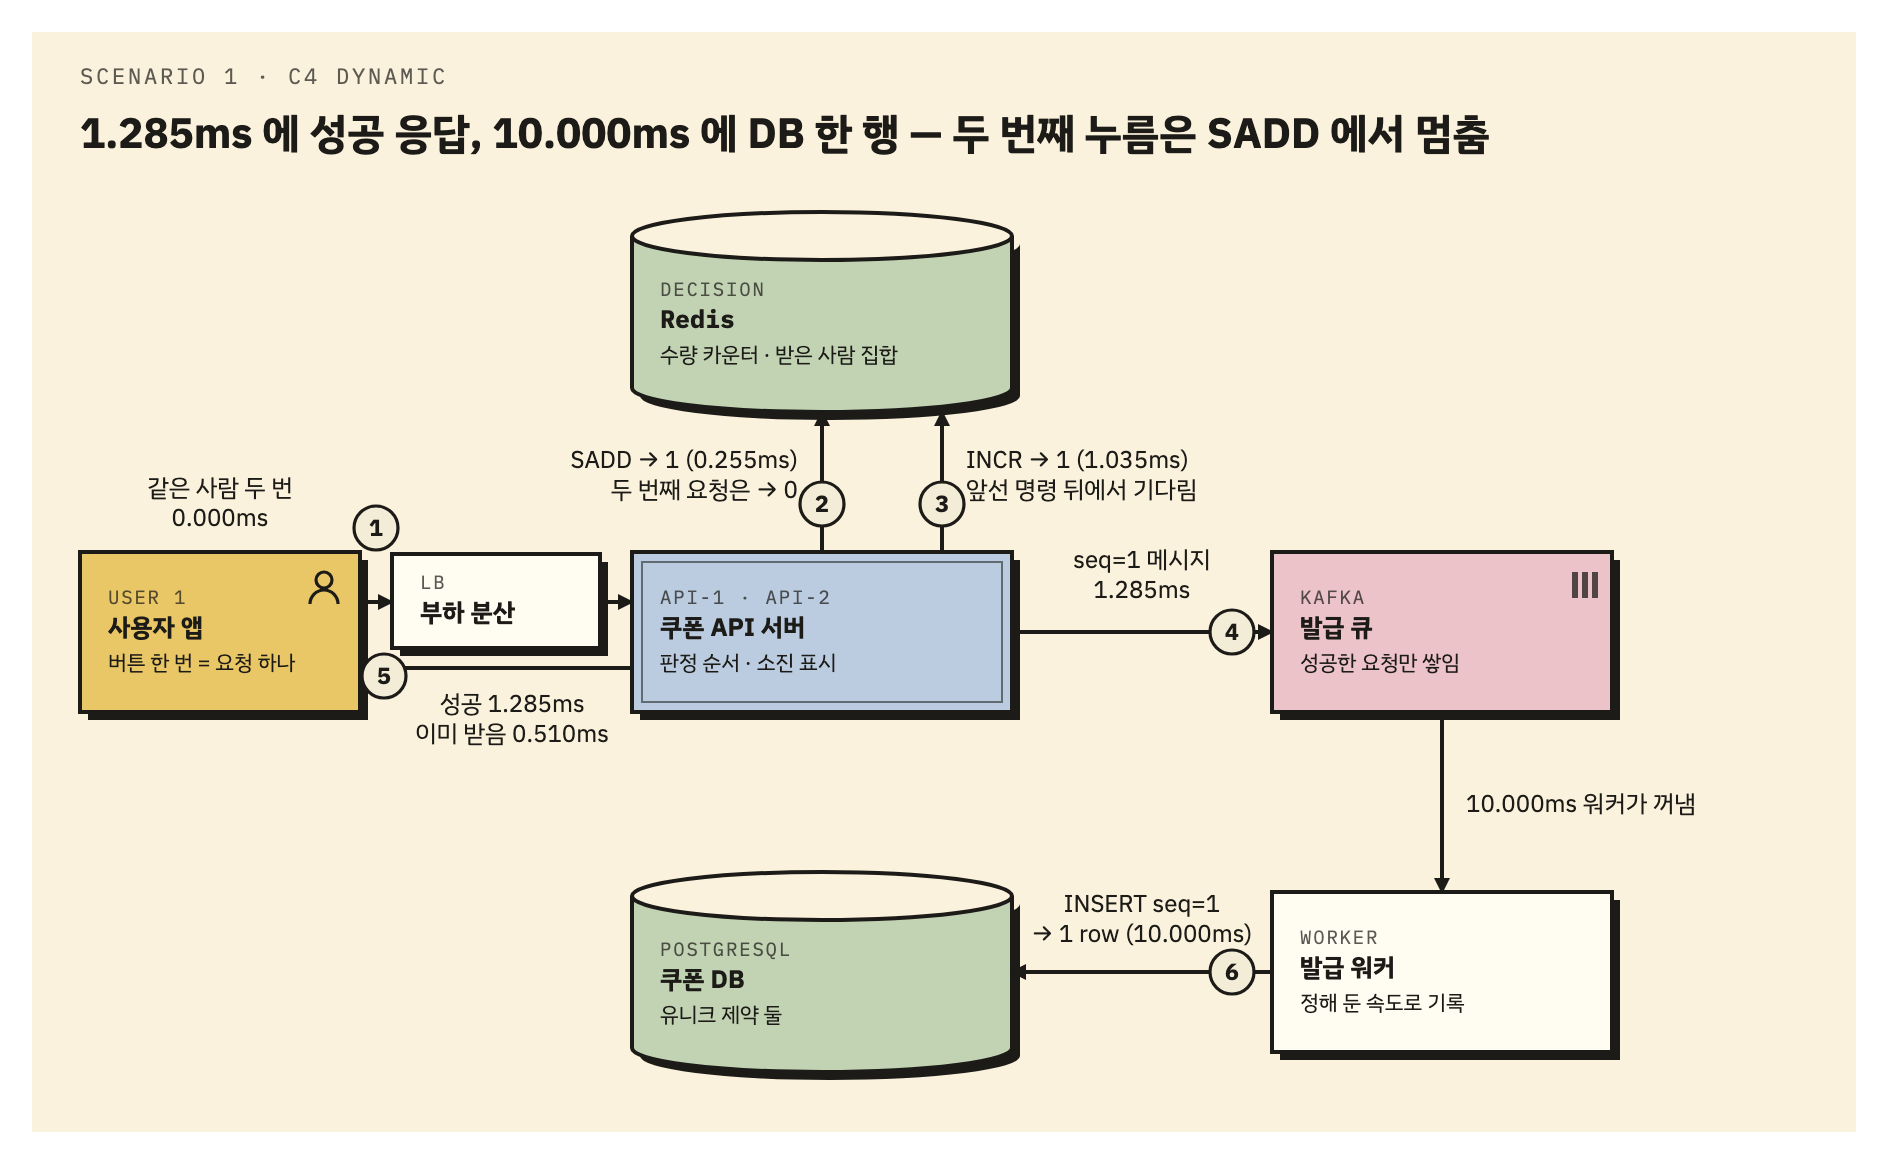 SCENARIO 1 · C4 DYNAMIC
1.285ms 에 성공 응답, 10.000ms 에 DB 한 행 — 두 번째 누름은 SADD 에서 멈춤
DECISION
Redis
수량 카운터 · 받은 사람 집합
SADD → 1 (0.255ms)
두 번째 요청은 → 0
2
3
INCR → 1 (1.035ms)
앞선 명령 뒤에서 기다림
같은 사람 두 번
0.000ms
1
USER 1
사용자 앱
버튼 한 번 = 요청 하나
LB
부하 분산
API-1 · API-2
쿠폰 API 서버
판정 순서 · 소진 표시
seq=1 메시지
1.285ms
4
KAFKA
발급 큐
성공한 요청만 쌓임
5
성공 1.285ms
이미 받음 0.510ms
10.000ms 워커가 꺼냄
POSTGRESQL
쿠폰 DB
유니크 제약 둘
INSERT seq=1
→ 1 row (10.000ms)
6
WORKER
발급 워커
정해 둔 속도로 기록